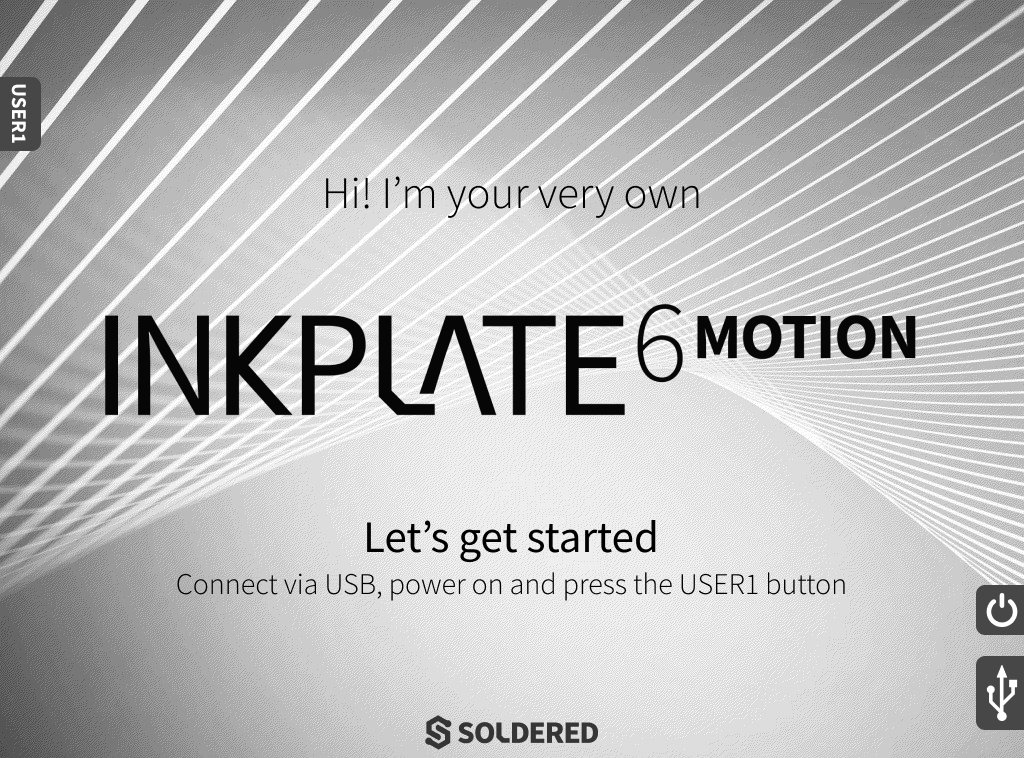 USER1
Hi! I’m your very own
INKPLATE 6 MOTION
Let’s get started
Connect via USB, power on and press the USER1 button
SOLDERED